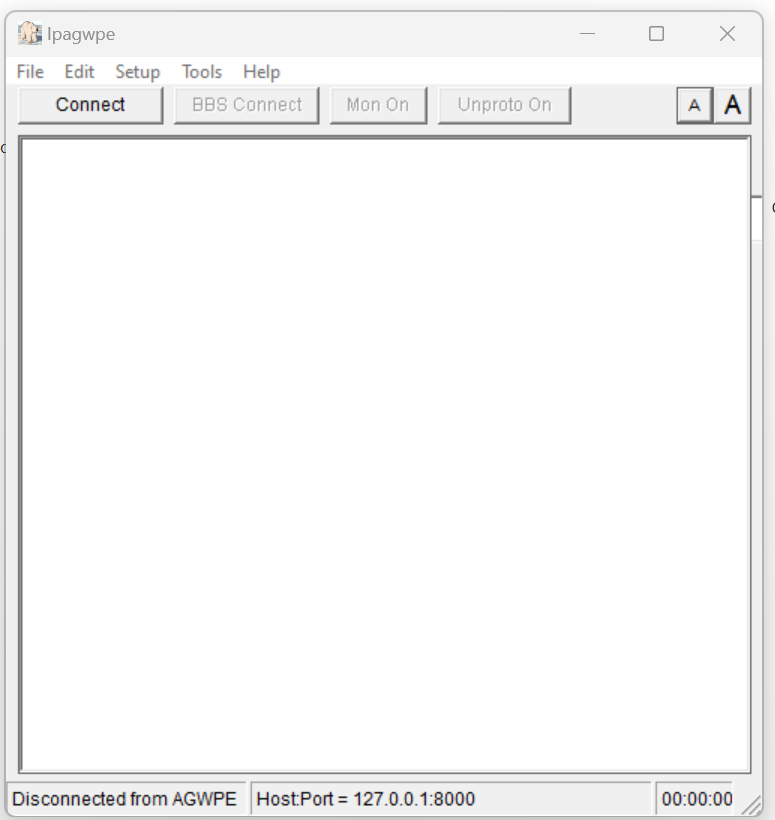 Ipagwpe
File Edit Setup Tools Help
Connect BBS Connect Mon On Unproto On A A
Disconnected from AGWPE Host:Port = 127.0.0.1:8000 00:00:00